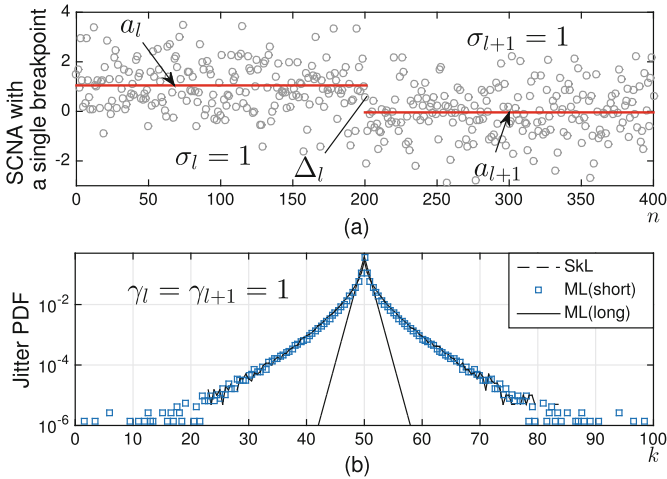 SCNA with
a single breakpoint
4
2
0
-2
a_l
σ_l = 1
Δ_l
σ_{l+1} = 1
a_{l+1}
0 50 100 150 200 250 300 350 400
n
(a)
Jitter PDF
10^{-2}
10^{-4}
10^{-6}
γ_l = γ_{l+1} = 1
SkL
ML(short)
ML(long)
0 10 20 30 40 50 60 70 80 90 100
k
(b)